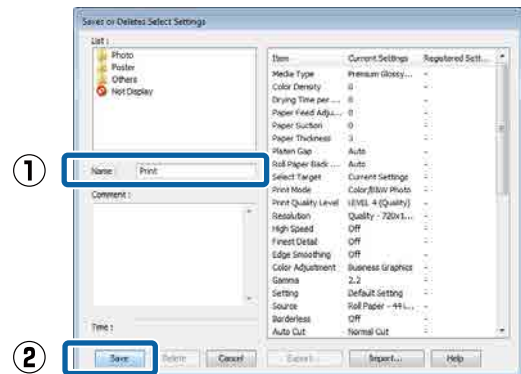 Saves or Deletes Select Settings
List :
Photo
Poster
Others
Not Display
① Name : Print
Comment :
Time :
② Save Delete Cancel Export... Import... Help
Item Current Settings Registered Sett...
Media Type Premium Glossy... -
Color Density 0 -
Drying Time per ... 0 -
Paper Feed Adju... 0 -
Paper Suction 0 -
Paper Thickness 3 -
Platen Gap Auto -
Roll Paper Back ... Auto -
Select Target Current Settings -
Print Mode Color/B&W Photo -
Print Quality Level LEVEL 4 (Quality) -
Resolution Quality - 720x1... -
High Speed Off -
Finest Detail Off -
Edge Smoothing Off -
Color Adjustment Business Graphics -
Gamma 2.2 -
Setting Default Setting -
Source Roll Paper - 44 i... -
Borderless Off -
Auto Cut Normal Cut -